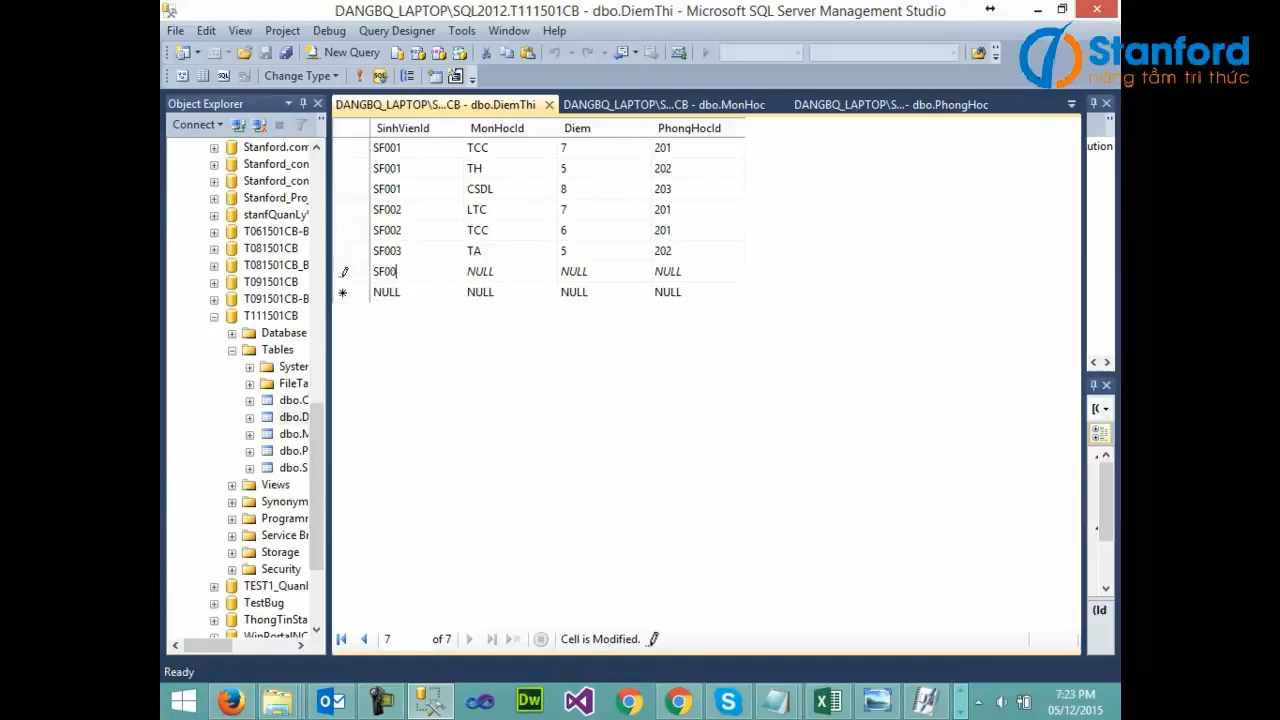 DANGBQ_LAPTOP\SQL2012.T111501CB - dbo.DiemThi - Microsoft SQL Server Management Studio
Stanford
nâng tầm tri thức
File Edit View Project Debug Query Designer Tools Window Help
New Query
Change Type
Object Explorer
DANGBQ_LAPTOP\S...CB - dbo.DiemThi
DANGBQ_LAPTOP\S...CB - dbo.MonHoc
DANGBQ_LAPTOP\S...- dbo.PhongHoc
Connect
Stanford.com
Stanford_con
Stanford_con
Stanford_Pro
stanfQuanLy
T061501CB-B
T081501CB
T081501CB_B
T091501CB
T091501CB-B
T111501CB
Database
Tables
System
FileTa
dbo.C
dbo.D
dbo.M
dbo.P
dbo.S
Views
Synonym
Programr
Service Br
Storage
Security
TEST1_Quanl
TestBug
ThongTinSta
WinPortalNC
SinhVienId MonHocId Diem PhongHocId
SF001 TCC 7 201
SF001 TH 5 202
SF001 CSDL 8 203
SF002 LTC 7 201
SF002 TCC 6 201
SF003 TA 5 202
SF00 NULL NULL NULL
NULL NULL NULL NULL
7 of 7 Cell is Modified.
ution
(Id
Ready
Dw
7:23 PM
05/12/2015